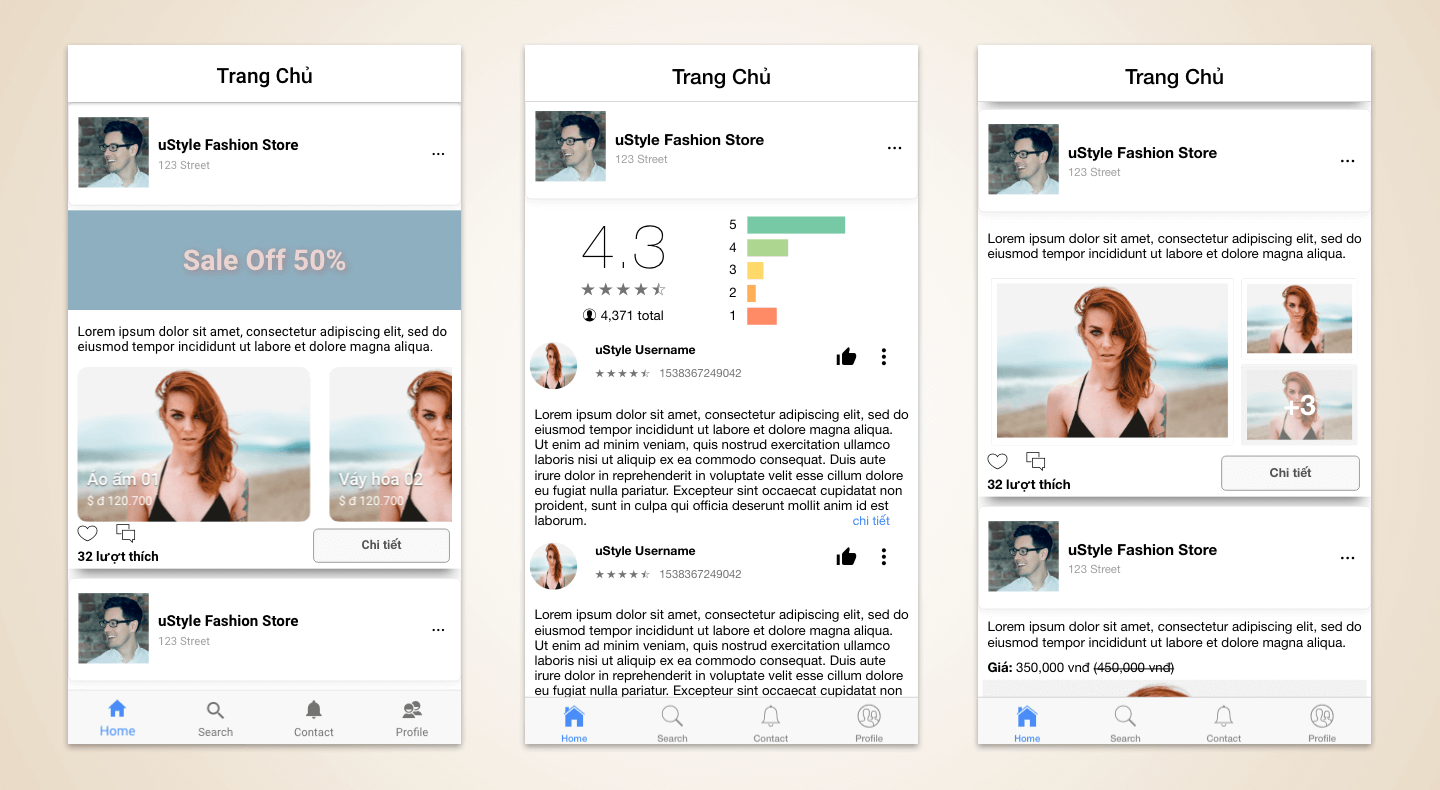 Trang Chủ
uStyle Fashion Store
123 Street
...
Sale Off 50%
Lorem ipsum dolor sit amet, consectetur adipiscing elit, sed do
eiusmod tempor incididunt ut labore et dolore magna aliqua.
Áo ấm 01
$ đ 120.700
Váy hoa 02
$ đ 120.700
32 lượt thích
Chi tiết
uStyle Fashion Store
123 Street
...
Home
Search
Contact
Profile
Trang Chủ
uStyle Fashion Store
123 Street
...
4.3
4,371 total
5
4
3
2
1
uStyle Username
1538367249042
Lorem ipsum dolor sit amet, consectetur adipiscing elit, sed do
eiusmod tempor incididunt ut labore et dolore magna aliqua.
Ut enim ad minim veniam, quis nostrud exercitation ullamco
laboris nisi ut aliquip ex ea commodo consequat. Duis aute
irure dolor in reprehenderit in voluptate velit esse cillum dolore
eu fugiat nulla pariatur. Excepteur sint occaecat cupidatat non
proident, sunt in culpa qui officia deserunt mollit anim id est
laborum.
chi tiết
uStyle Username
1538367249042
Lorem ipsum dolor sit amet, consectetur adipiscing elit, sed do
eiusmod tempor incididunt ut labore et dolore magna aliqua.
Ut enim ad minim veniam, quis nostrud exercitation ullamco
laboris nisi ut aliquip ex ea commodo consequat. Duis aute
irure dolor in reprehenderit in voluptate velit esse cillum dolore
eu fugiat nulla pariatur. Excepteur sint occaecat cupidatat non
Home
Search
Contact
Profile
Trang Chủ
uStyle Fashion Store
123 Street
...
Lorem ipsum dolor sit amet, consectetur adipiscing elit, sed do
eiusmod tempor incididunt ut labore et dolore magna aliqua.
+3
32 lượt thích
Chi tiết
uStyle Fashion Store
123 Street
...
Lorem ipsum dolor sit amet, consectetur adipiscing elit, sed do
eiusmod tempor incididunt ut labore et dolore magna aliqua.
Giá: 350,000 vnđ (450,000 vnđ)
Home
Search
Contact
Profile